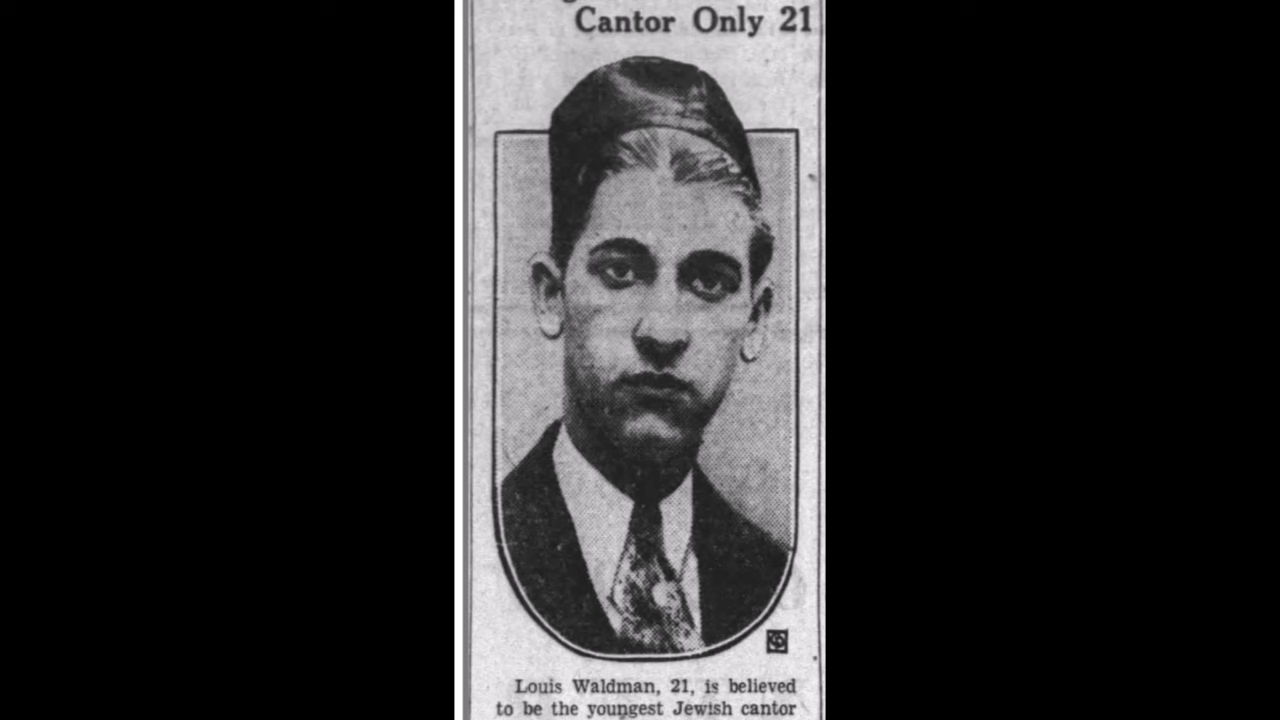 Cantor Only 21
Louis Waldman, 21, is believed
to be the youngest Jewish cantor